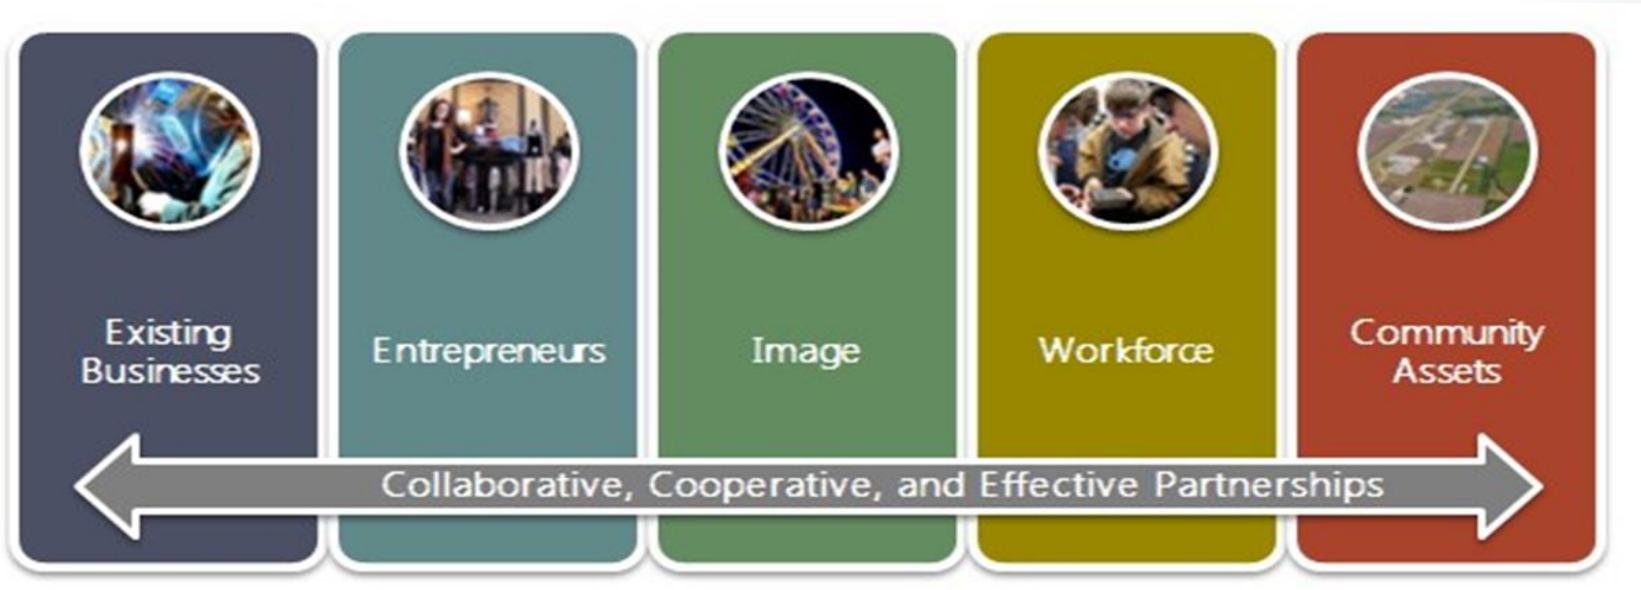 Existing
Businesses
Entrepreneurs
Image
Workforce
Community
Assets
Collaborative, Cooperative, and Effective Partnerships